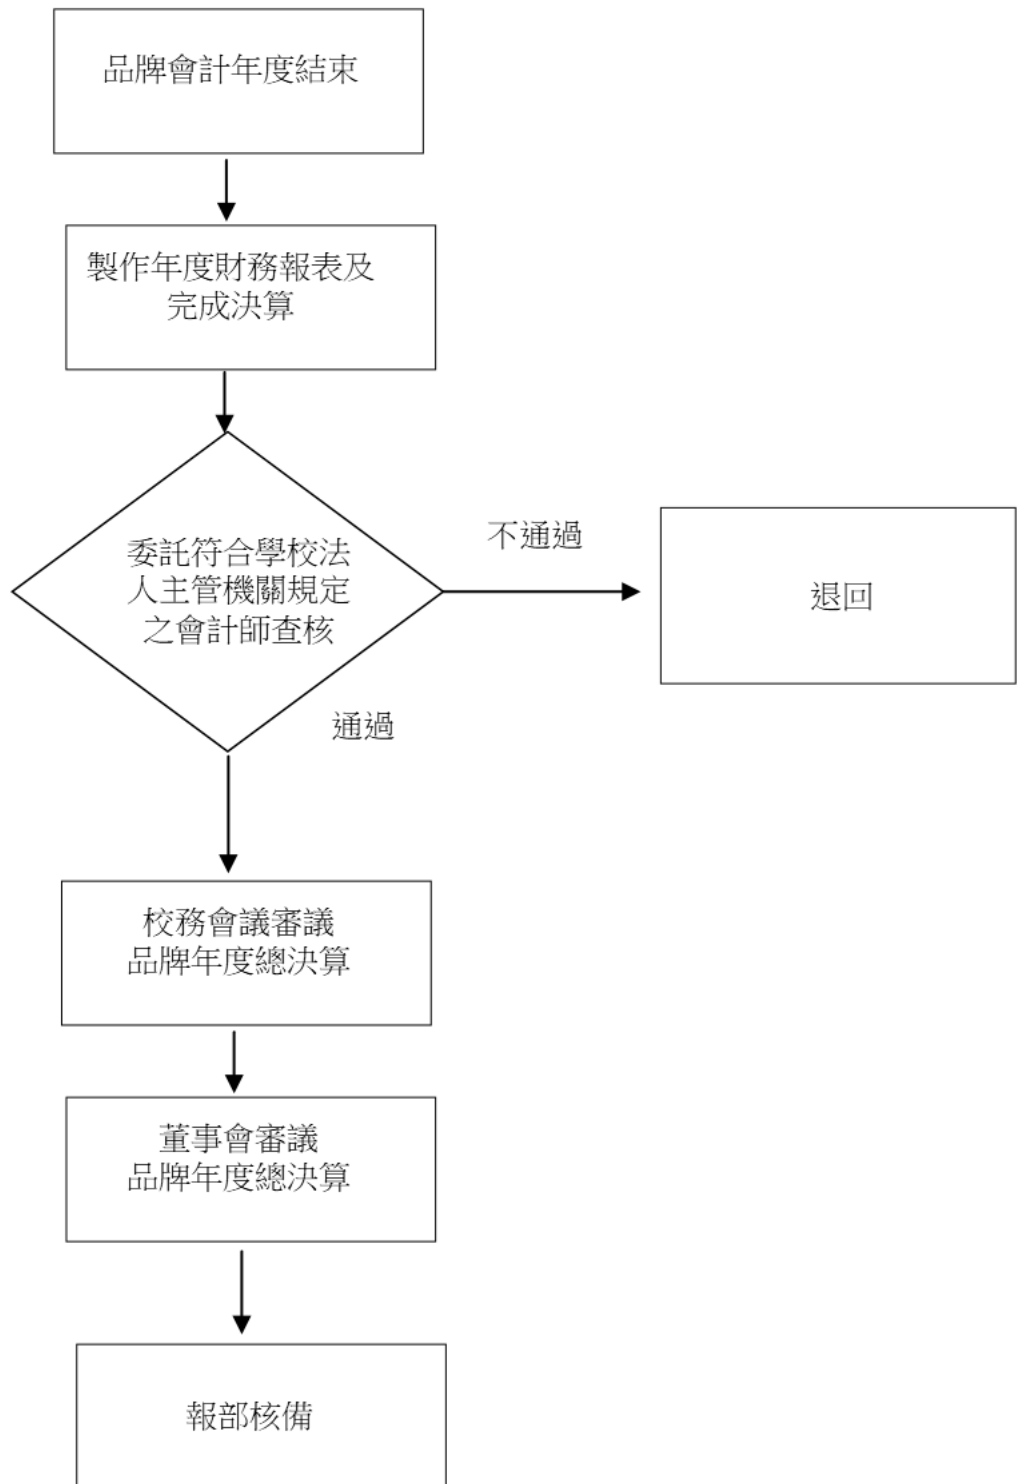 品牌會計年度結束
製作年度財務報表及
完成決算
委託符合學校法
人主管機關規定
之會計師查核
不通過
退回
通過
校務會議審議
品牌年度總決算
董事會審議
品牌年度總決算
報部核備